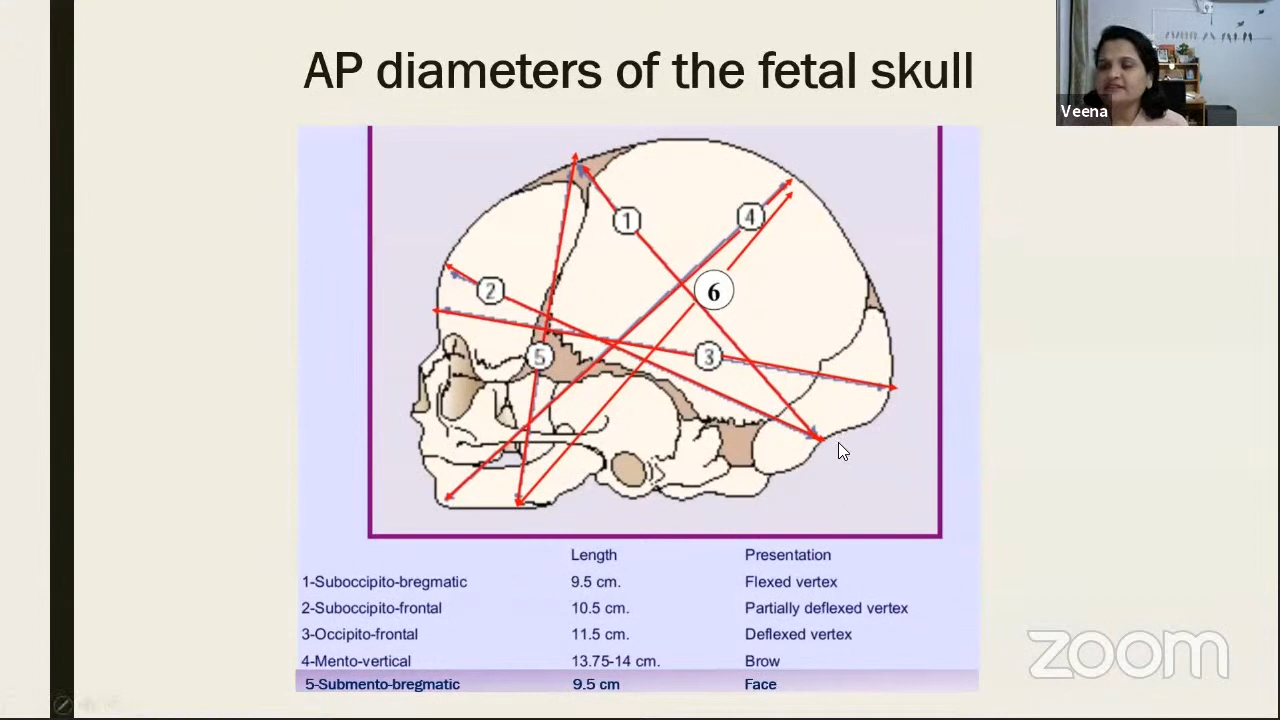 AP diameters of the fetal skull
Veena
1
4
2
6
5
3
Length Presentation
1-Suboccipito-bregmatic 9.5 cm. Flexed vertex
2-Suboccipito-frontal 10.5 cm. Partially deflexed vertex
3-Occipito-frontal 11.5 cm. Deflexed vertex
4-Mento-vertical 13.75-14 cm. Brow
5-Submento-bregmatic 9.5 cm Face
zoom